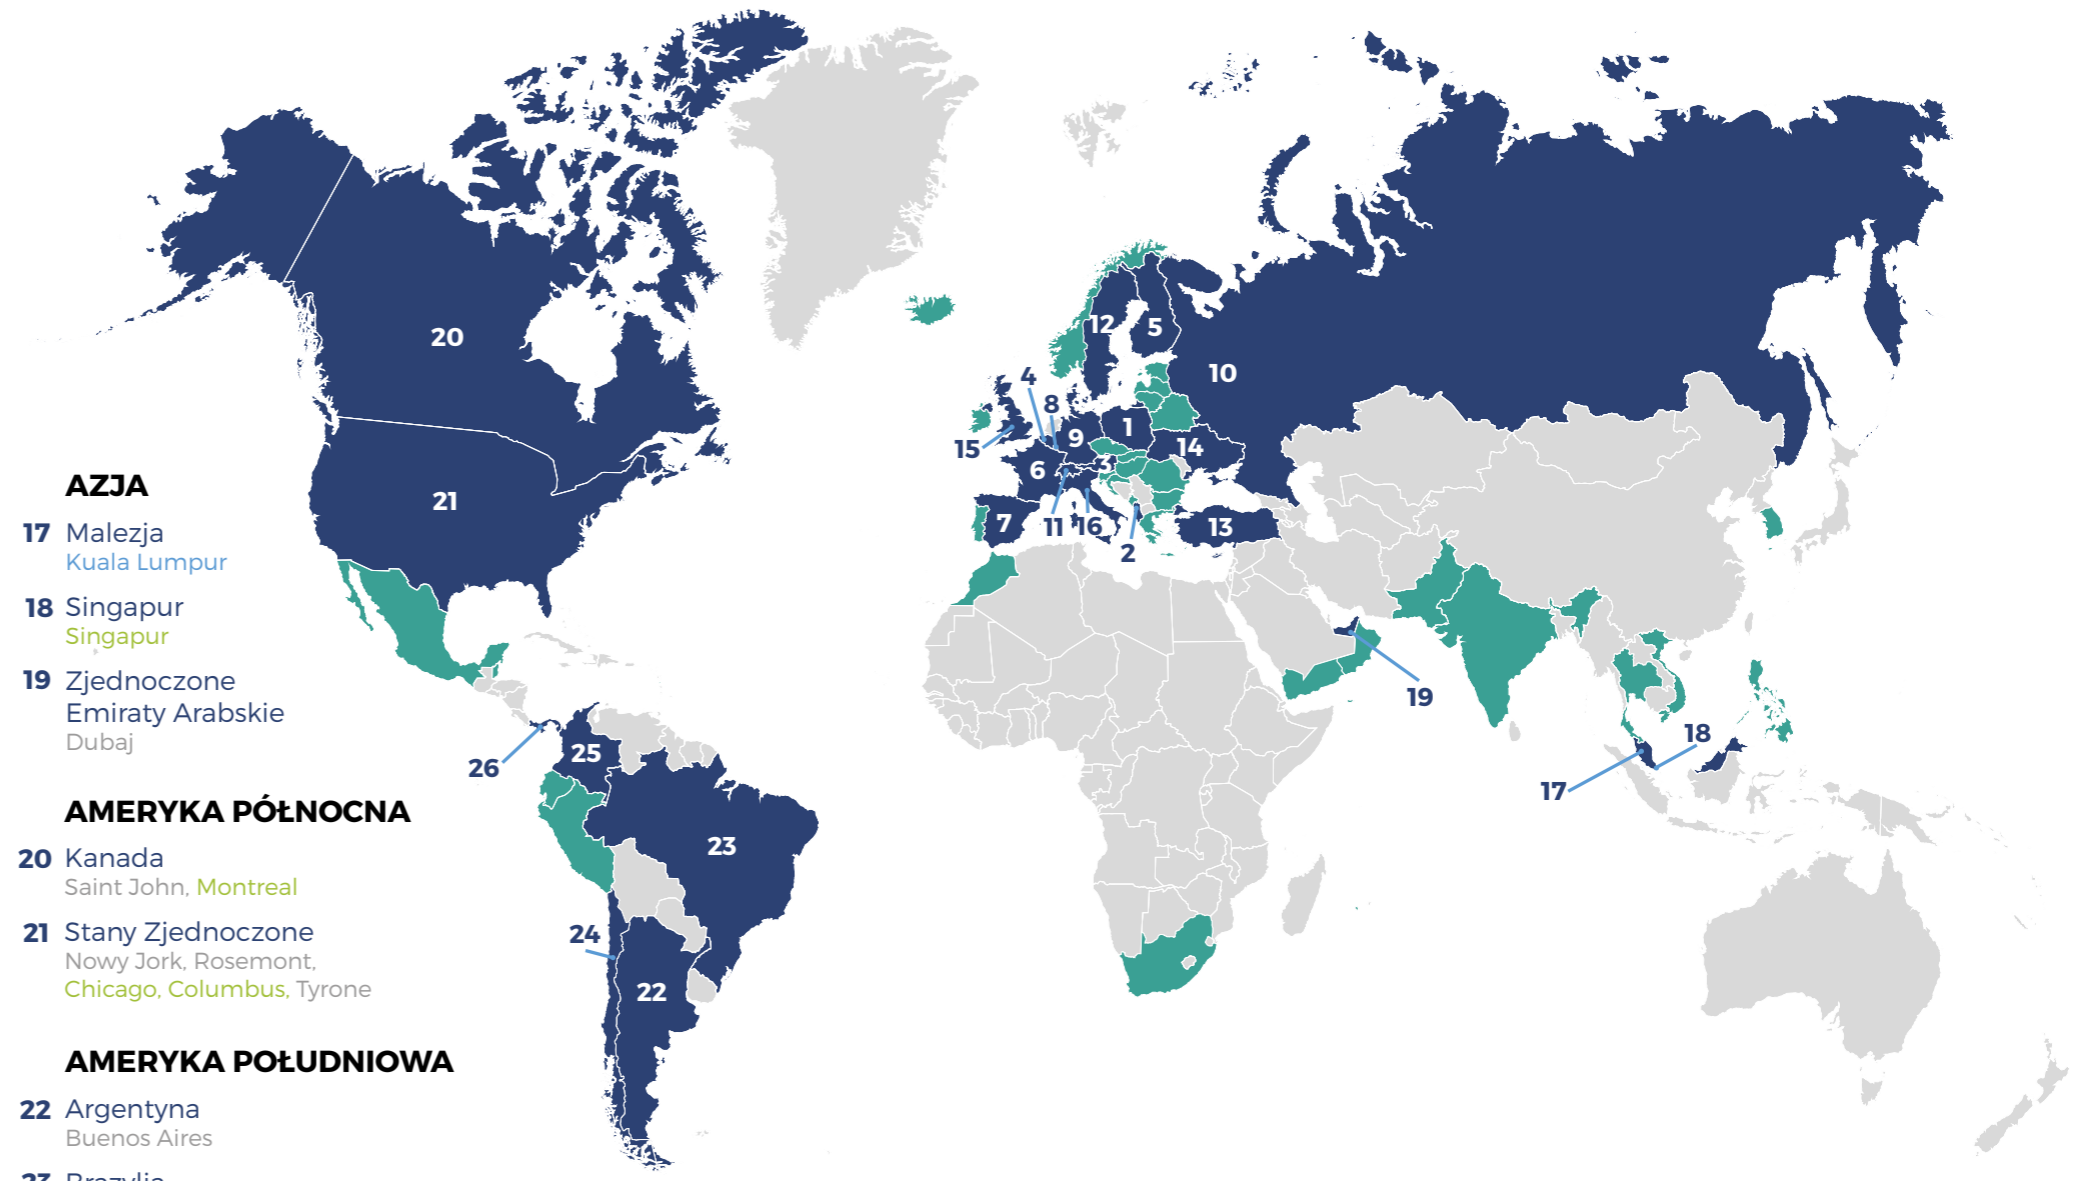 AZJA
17 Malezja
Kuala Lumpur
18 Singapur
Singapur
19 Zjednoczone
Emiraty Arabskie
Dubaj
AMERYKA PÓŁNOCNA
20 Kanada
Saint John, Montreal
21 Stany Zjednoczone
Nowy Jork, Rosemont,
Chicago, Columbus, Tyrone
AMERYKA POŁUDNIOWA
22 Argentyna
Buenos Aires
23 Brazylia
20
21
26
25
23
24
22
12
5
10
4
8
15
9
1
14
6
3
7
11
16
2
13
19
18
17